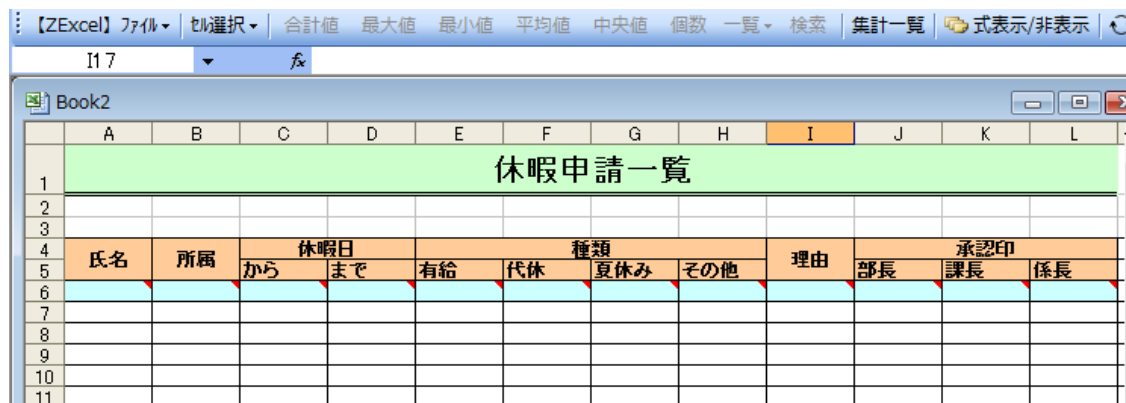 【ZExcel】ﾌｧｲﾙ ｾﾙ選択 合計値 最大値 最小値 平均値 中央値 個数 一覧 検索 集計一覧 式表示/非表示
I17 fx
Book2
A B C D E F G H I J K L
1 休暇申請一覧
2
3
4 氏名 所属 休暇日 種類 理由 承認印
5 から まで 有給 代休 夏休み その他 部長 課長 係長
6
7
8
9
10
11